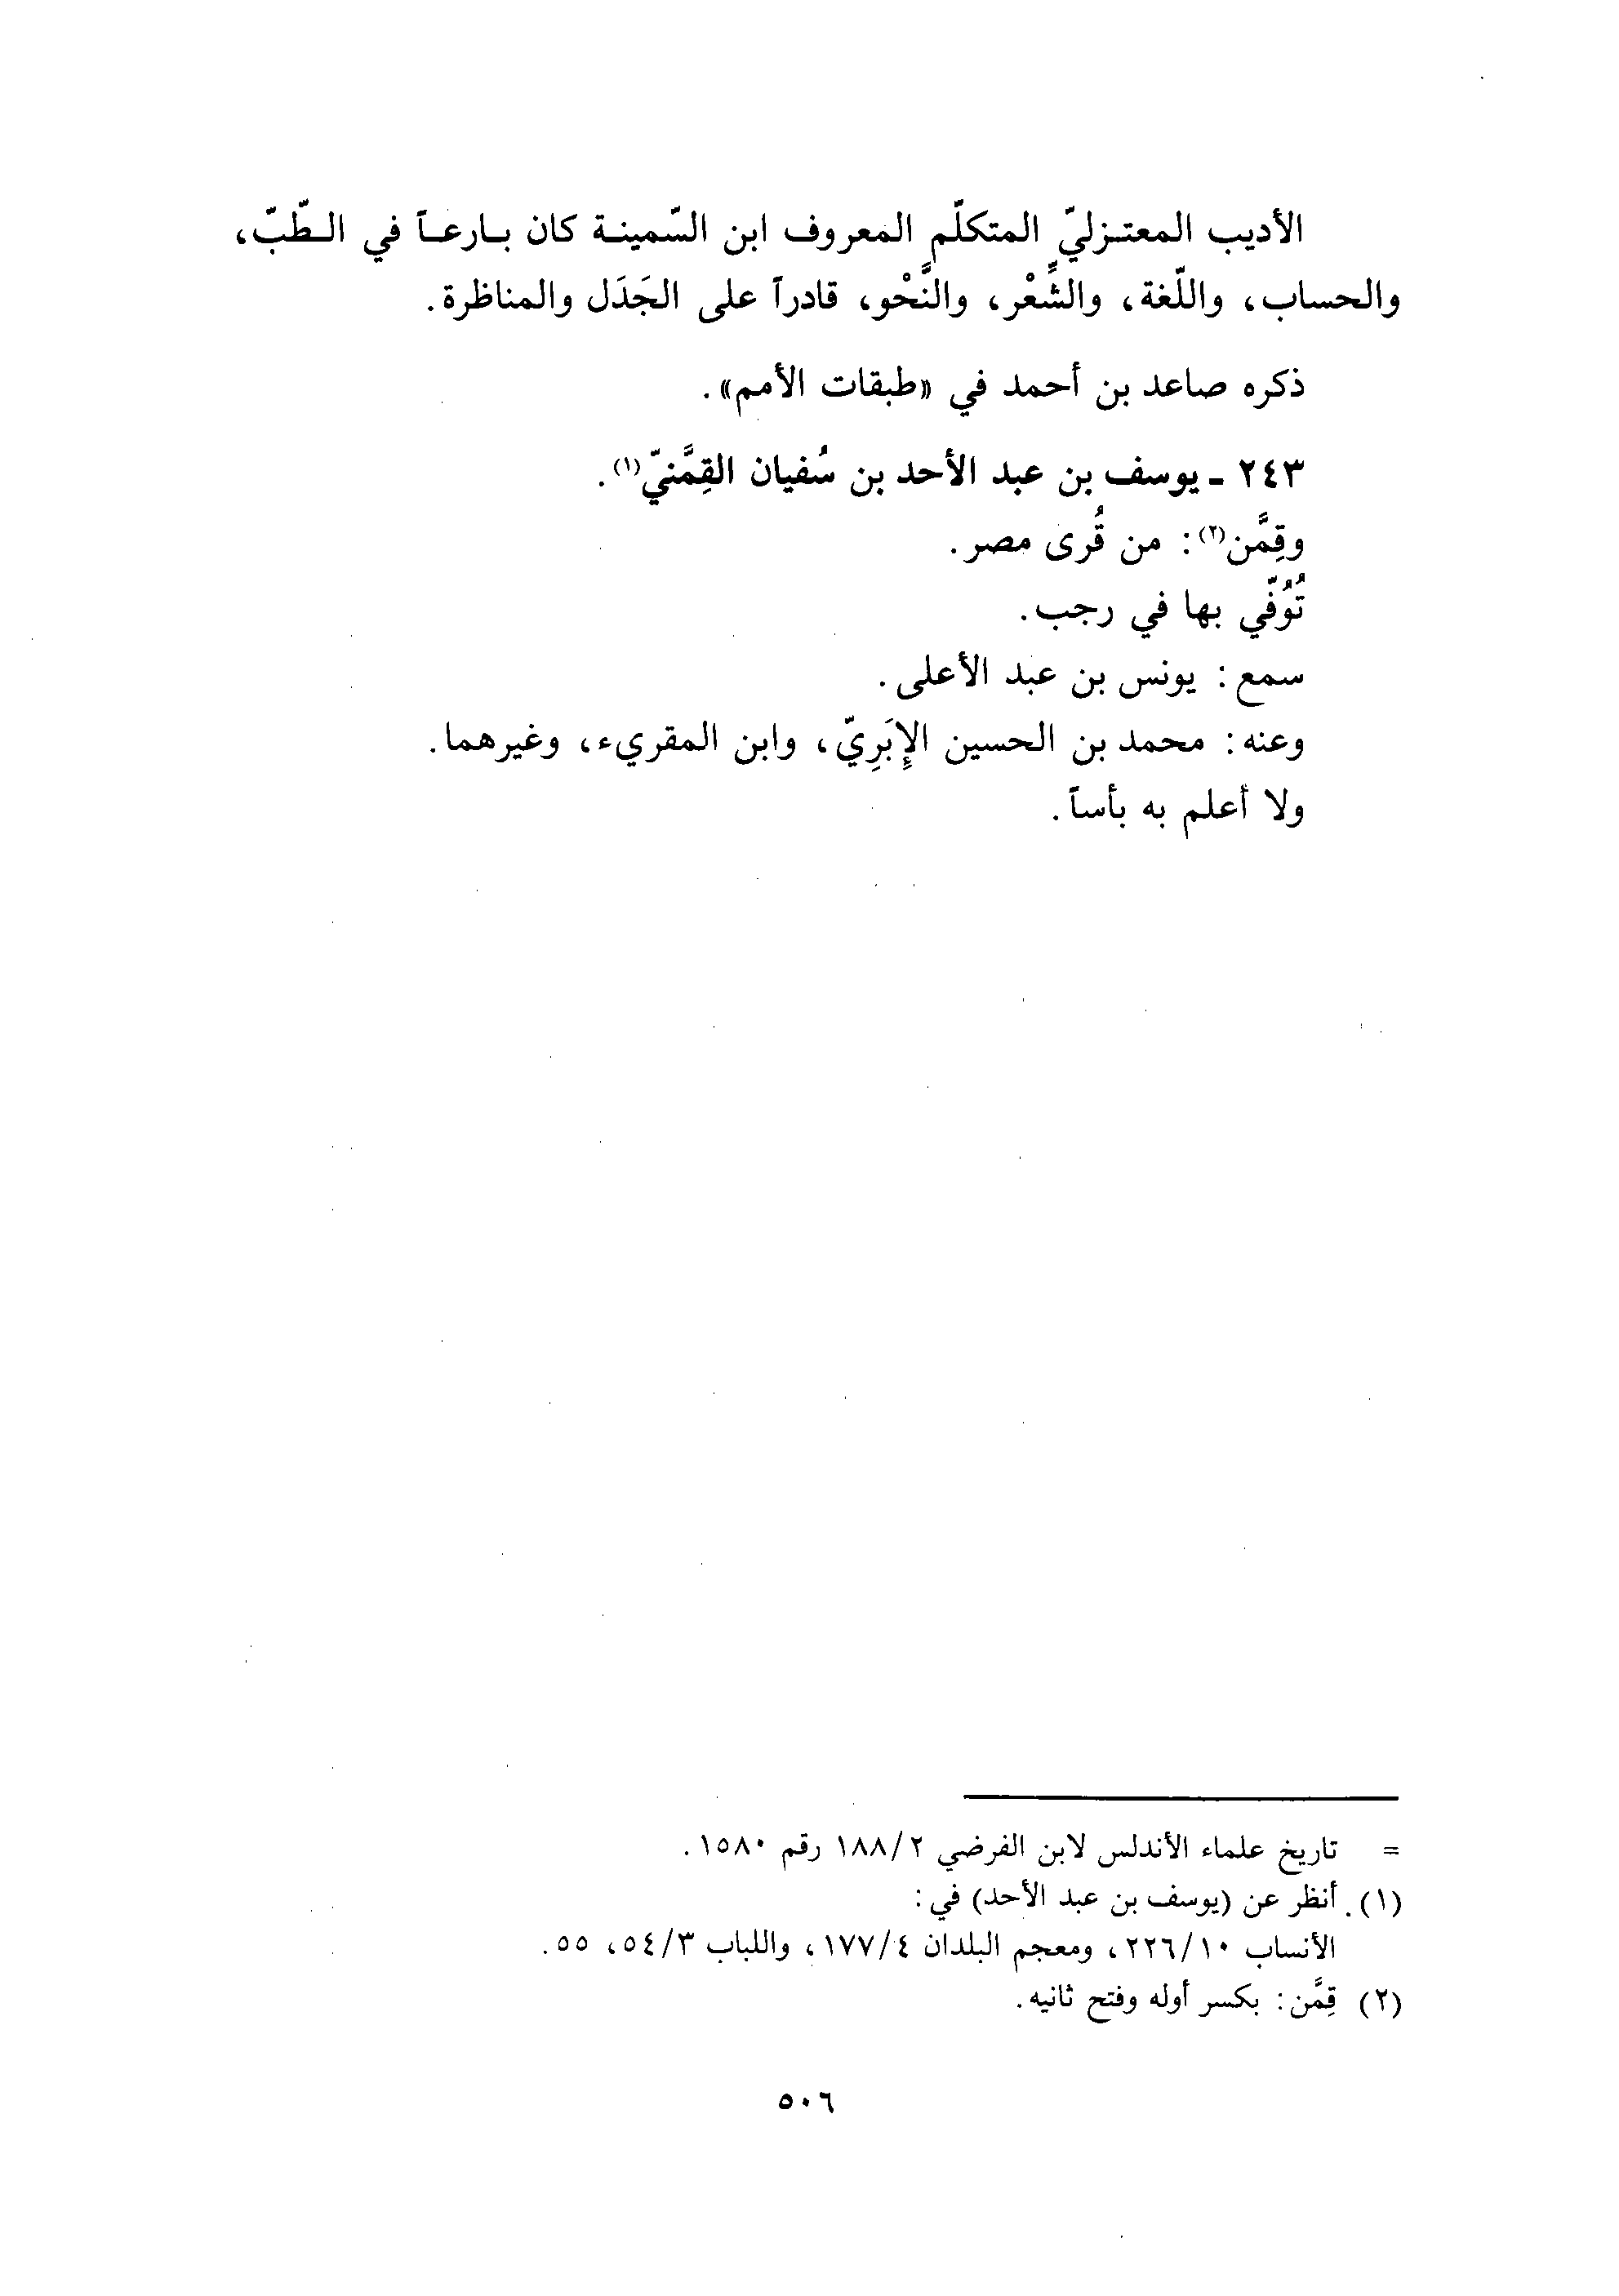 الأديب المعتزليّ المتكلّم المعروف ابن السّمينة كان بارعاً في الطّبّ،
والحساب، واللّغة، والشِّعْر، والنَّحْو، قادراً على الجَدَل والمناظرة.
ذكره صاعد بن أحمد في «طبقات الأمم».
٢٤٣ - يوسف بن عبد الأحد بن سُفيان القِمَّنيّ(١).
وقِمَّن(٢): من قُرى مصر.
تُوُفّي بها في رجب.
سمع: يونس بن عبد الأعلى.
وعنه: محمد بن الحسين الإِبَرِيّ، وابن المقريء، وغيرهما.
ولا أعلم به بأساً.
= تاريخ علماء الأندلس لابن الفرضي ١٨٨/٢ رقم ١٥٨٠.
(١) أنظر عن (يوسف بن عبد الأحد) في:
الأنساب ٢٢٦/١٠، ومعجم البلدان ١٧٧/٤، واللباب ٥٤/٣، ٥٥.
(٢) قِمَّن: بكسر أوله وفتح ثانيه.
٥٠٦